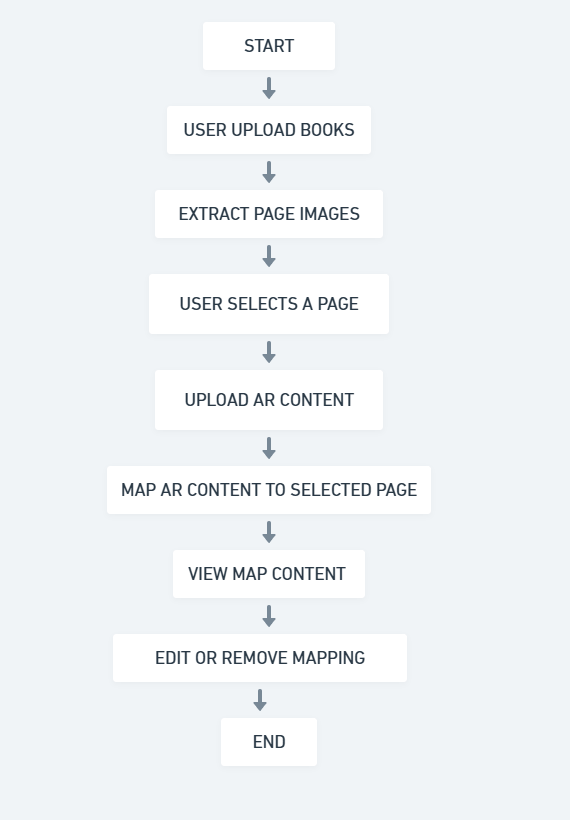 START
USER UPLOAD BOOKS
EXTRACT PAGE IMAGES
USER SELECTS A PAGE
UPLOAD AR CONTENT
MAP AR CONTENT TO SELECTED PAGE
VIEW MAP CONTENT
EDIT OR REMOVE MAPPING
END